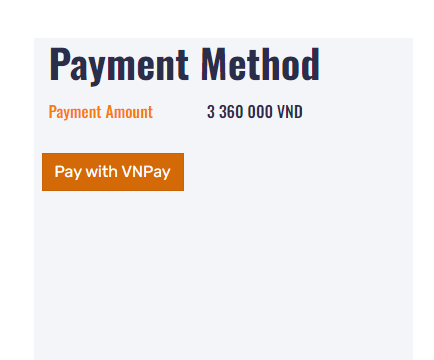 Payment Method
Payment Amount 3 360 000 VND
Pay with VNPay